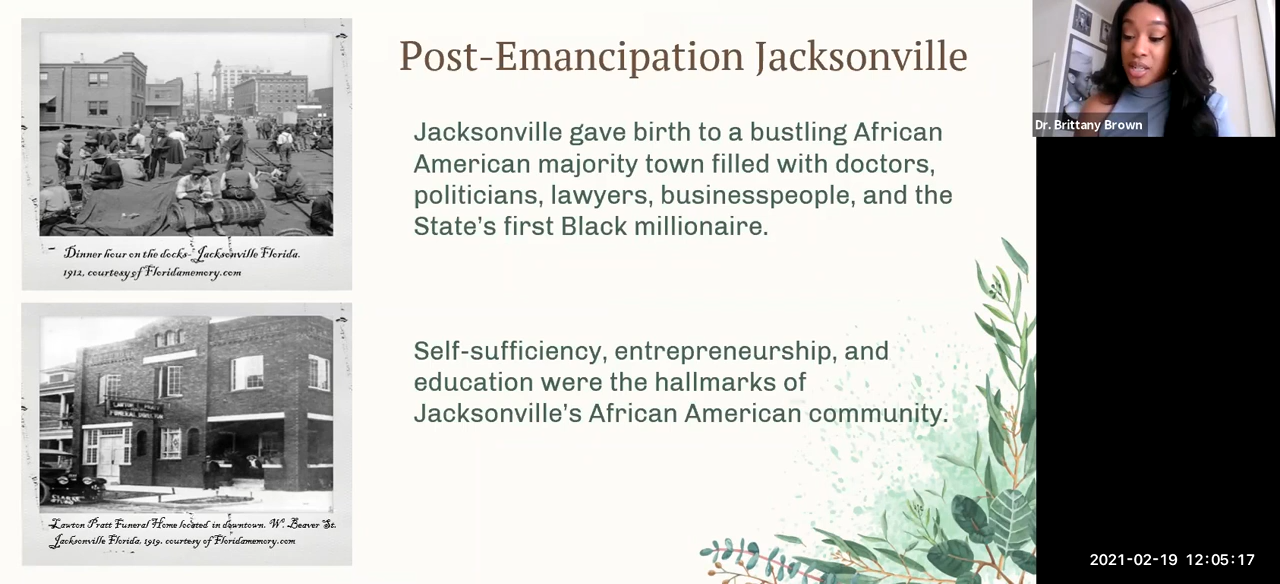 Post-Emancipation Jacksonville
Jacksonville gave birth to a bustling African
American majority town filled with doctors,
politicians, lawyers, businesspeople, and the
State's first Black millionaire.
Self-sufficiency, entrepreneurship, and
education were the hallmarks of
Jacksonville's African American community.
Dinner hour on the docks- Jacksonville Florida.
1912, courtesy of Floridamemory.com
Lawton Pratt Funeral Home located in downtown. W. Beaver St.
Jacksonville Florida, 1919. courtesy of Floridamemory.com
Dr. Brittany Brown
2021-02-19 12:05:17